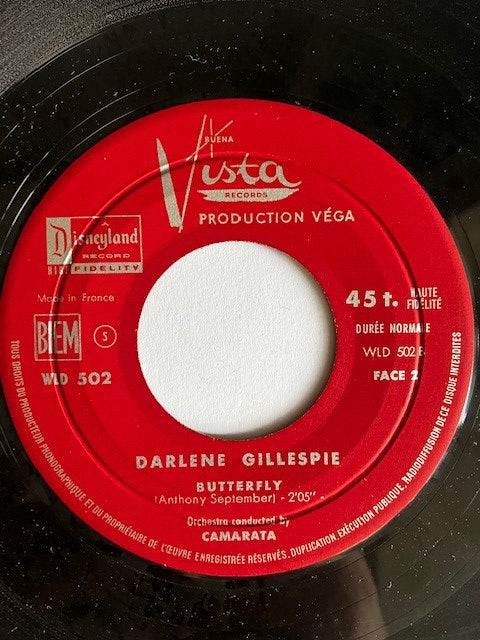 BUENA
Vista
RECORDS
PRODUCTION VÉGA
Disneyland
RECORD
HIGH FIDELITY
Made in France
BIEM
S
WLD 502
45 t. HAUTE FIDÉLITÉ
DURÉE NORMALE
WLD 502 B
FACE 2
DARLENE GILLESPIE
BUTTERFLY
(Anthony September) - 2'05" -
Orchestra conducted by
CAMARATA
TOUS DROITS DU PRODUCTEUR PHONOGRAPHIQUE ET DU PROPRIÉTAIRE DE L'ŒUVRE ENREGISTRÉE RÉSERVÉS. DUPLICATION, EXÉCUTION PUBLIQUE, RADIODIFFUSION DE CE DISQUE INTERDITES